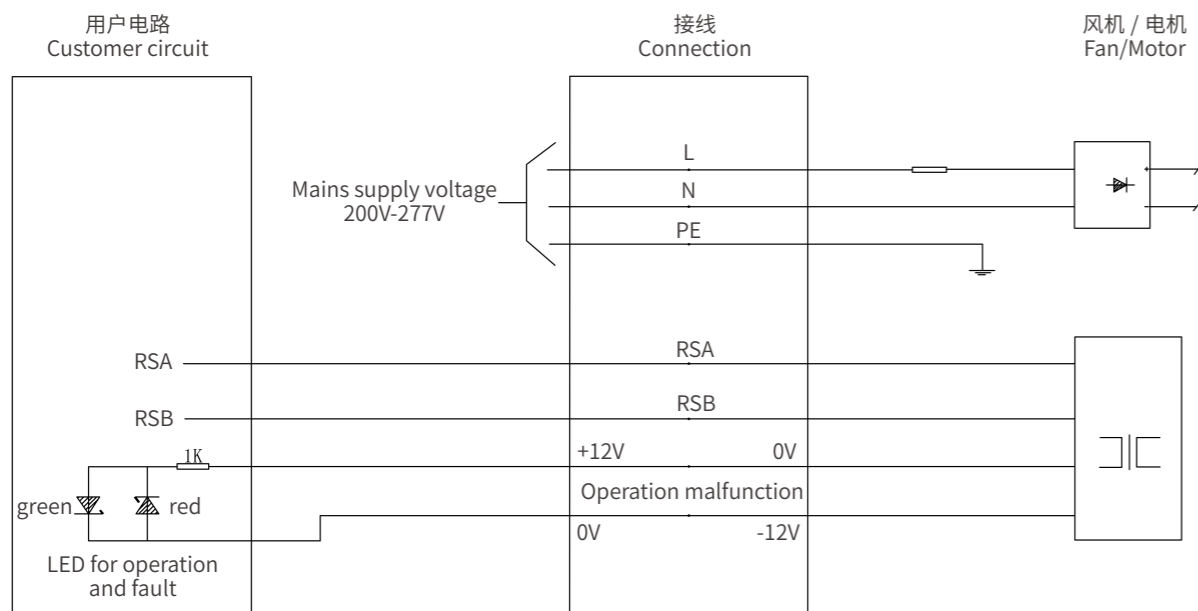 用户电路
Customer circuit
接线
Connection
风机 / 电机
Fan/Motor
L
Mains supply voltage
200V-277V
N
PE
RSA
RSA
RSB
RSB
1K
+12V
0V
green
red
Operation malfunction
0V
-12V
LED for operation
and fault